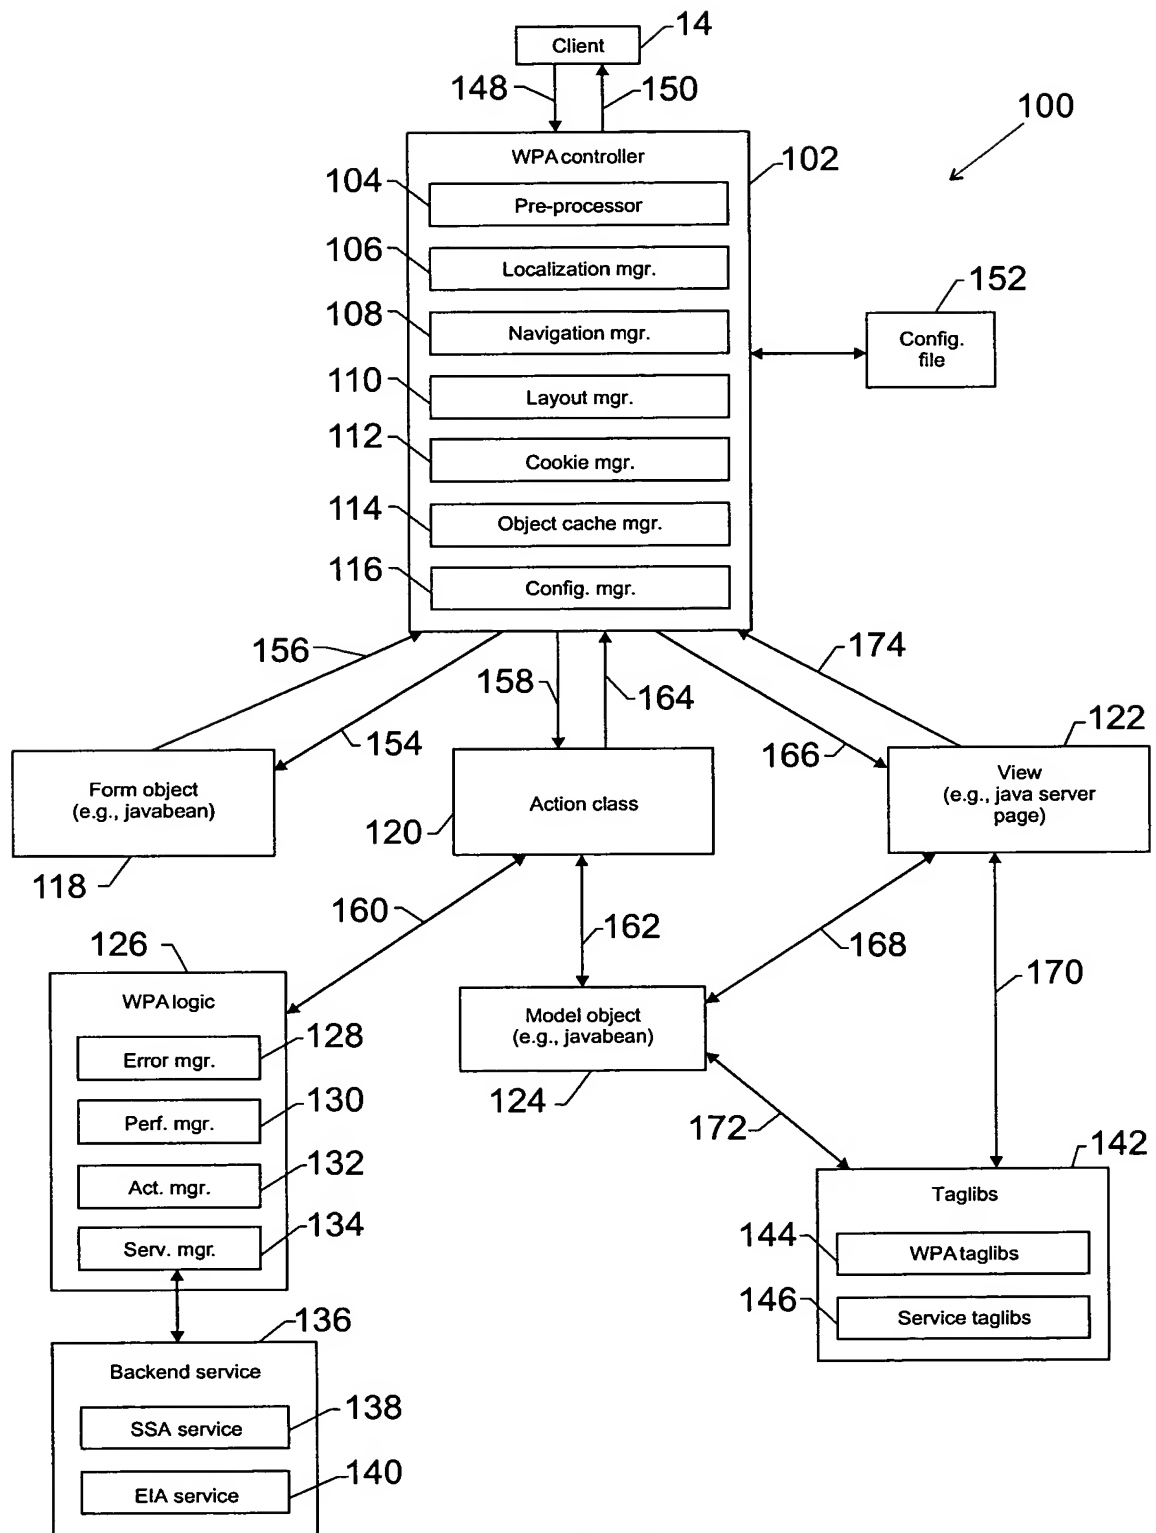 Client
14
148
150
100
WPA controller
102
104
Pre-processor
106
Localization mgr.
108
Navigation mgr.
152
Config.
file
110
Layout mgr.
112
Cookie mgr.
114
Object cache mgr.
116
Config. mgr.
156
158
164
174
154
166
122
Form object
(e.g., javabean)
118
Action class
120
View
(e.g., java server
page)
160
162
168
170
126
WPA logic
Error mgr.
128
Perf. mgr.
130
Act. mgr.
132
Serv. mgr.
134
Model object
(e.g., javabean)
124
172
142
Taglibs
144
WPA taglibs
146
Service taglibs
136
Backend service
SSA service
138
EIA service
140